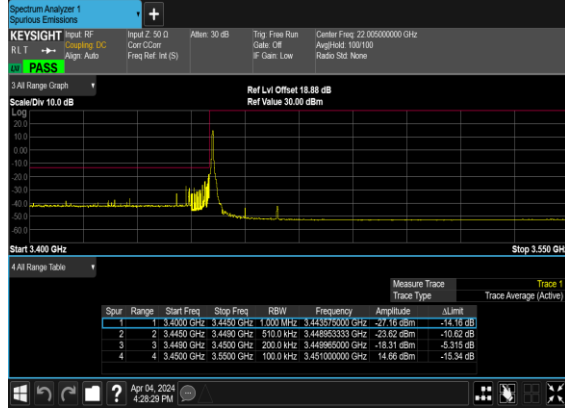 Spectrum Analyzer 1
Spurious Emissions
+
KEYSIGHT Input: RF Input Z: 50 Ω Atten: 30 dB Trig: Free Run Center Freq: 22.005000000 GHz
RLT Coupling: DC Corr CCorr Gate: Off Avg|Hold: 100/100
Align: Auto Freq Ref: Int (S) IF Gain: Low Radio Std: None
PASS
3 All Range Graph
Ref Lvl Offset 18.88 dB
Scale/Div 10.0 dB Ref Value 30.00 dBm
Log
20.0
10.0
0.00
-10.0
-20.0
-30.0
-40.0
-50.0
-60.0
Start 3.400 GHz Stop 3.550 GH
4 All Range Table
Measure Trace Trace 1
Trace Type Trace Average (Active)
Spur Range Start Freq Stop Freq RBW Frequency Amplitude ΔLimit
1 1 3.4000 GHz 3.4450 GHz 1.000 MHz 3.443575000 GHz -27.16 dBm -14.16 dB
2 2 3.4450 GHz 3.4490 GHz 510.0 kHz 3.448953333 GHz -23.62 dBm -10.62 dB
3 3 3.4490 GHz 3.4500 GHz 200.0 kHz 3.449965000 GHz -18.31 dBm -5.315 dB
4 4 3.4500 GHz 3.5500 GHz 100.0 kHz 3.451000000 GHz 14.66 dBm -15.34 dB
?
Apr 04, 2024
4:28:29 PM